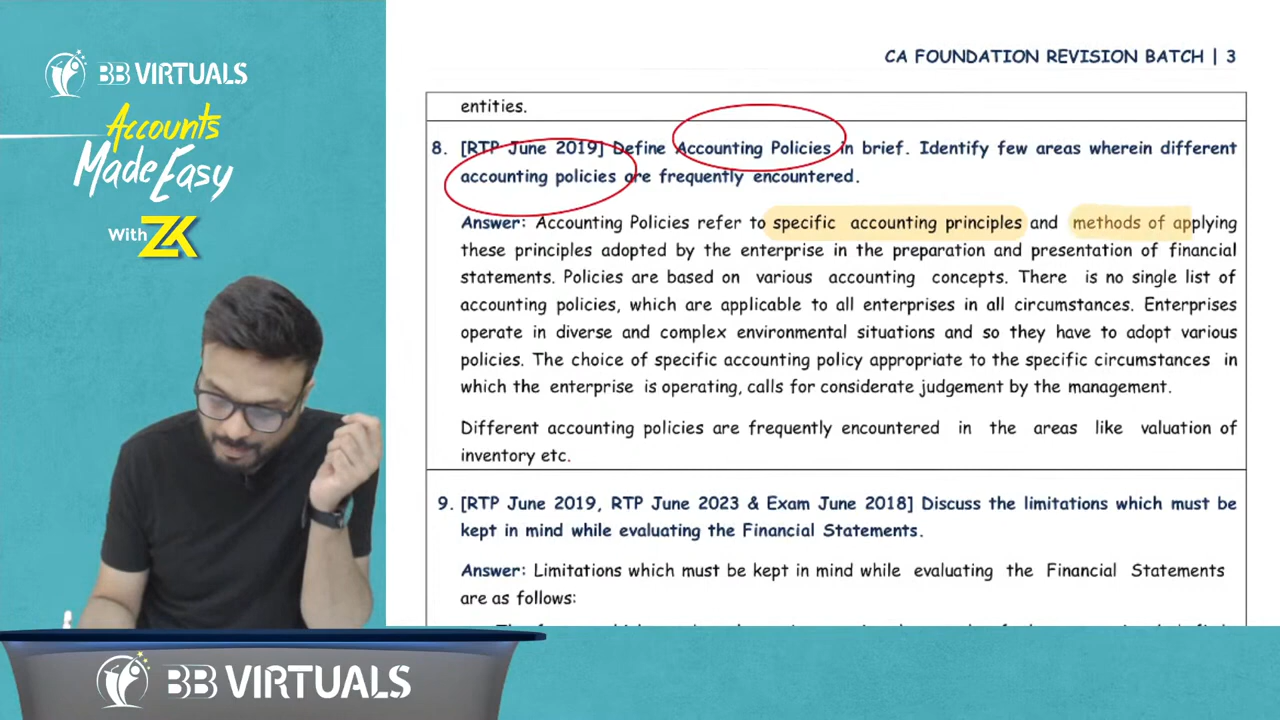 BB VIRTUALS
Accounts
Made Easy
With ZK
CA FOUNDATION REVISION BATCH | 3
entities.
8. [RTP June 2019] Define Accounting Policies in brief. Identify few areas wherein different
accounting policies are frequently encountered.
Answer: Accounting Policies refer to specific accounting principles and methods of applying
these principles adopted by the enterprise in the preparation and presentation of financial
statements. Policies are based on various accounting concepts. There is no single list of
accounting policies, which are applicable to all enterprises in all circumstances. Enterprises
operate in diverse and complex environmental situations and so they have to adopt various
policies. The choice of specific accounting policy appropriate to the specific circumstances in
which the enterprise is operating, calls for considerate judgement by the management.
Different accounting policies are frequently encountered in the areas like valuation of
inventory etc.
9. [RTP June 2019, RTP June 2023 & Exam June 2018] Discuss the limitations which must be
kept in mind while evaluating the Financial Statements.
Answer: Limitations which must be kept in mind while evaluating the Financial Statements
are as follows:
BB VIRTUALS